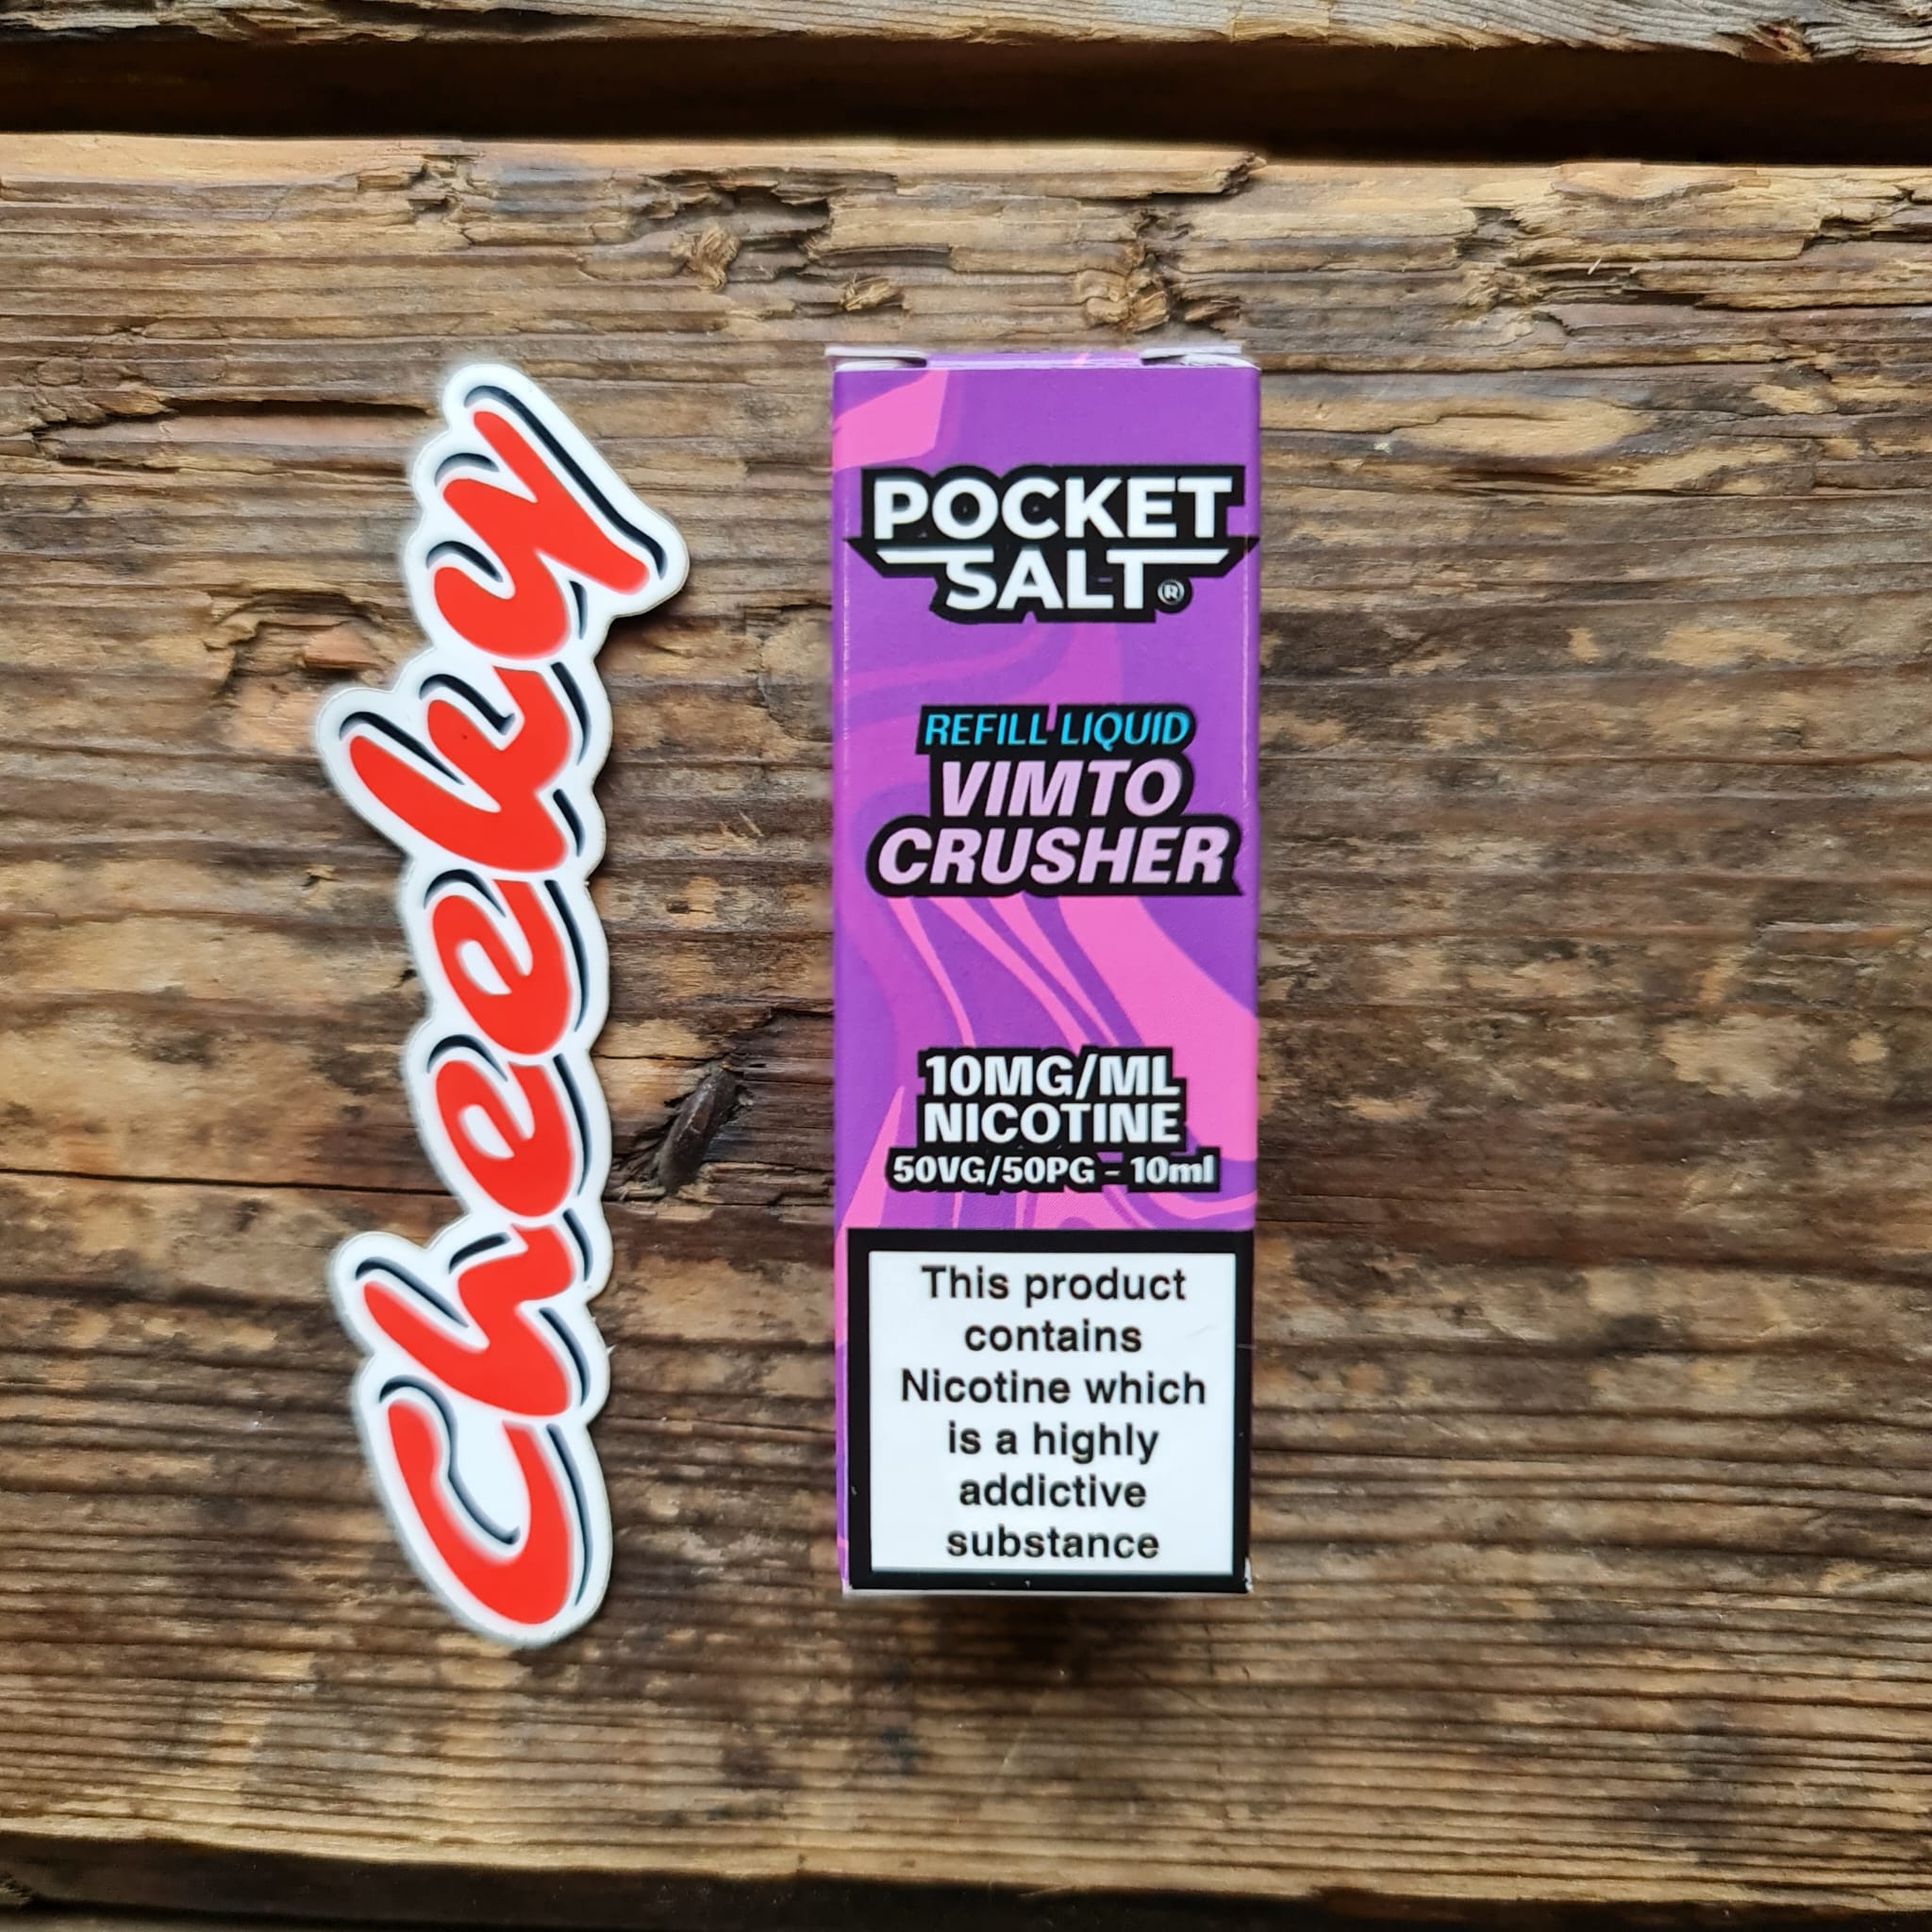 Cheeky
POCKET
SALT®
REFILL LIQUID
VIMTO
CRUSHER
10MG/ML
NICOTINE
50VG/50PG - 10ml
This product
contains
Nicotine which
is a highly
addictive
substance